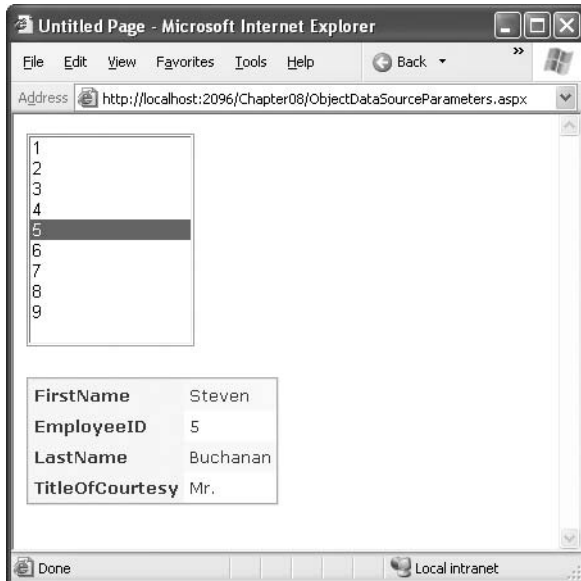 Untitled Page - Microsoft Internet Explorer
File Edit View Favorites Tools Help Back »
Address http://localhost:2096/Chapter08/ObjectDataSourceParameters.aspx
1
2
3
4
5
6
7
8
9
FirstName Steven
EmployeeID 5
LastName Buchanan
TitleOfCourtesy Mr.
Done Local intranet